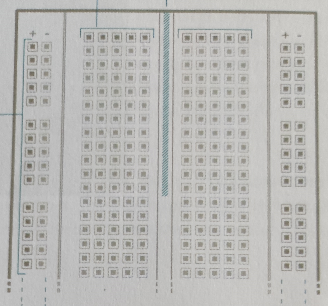 + - + -